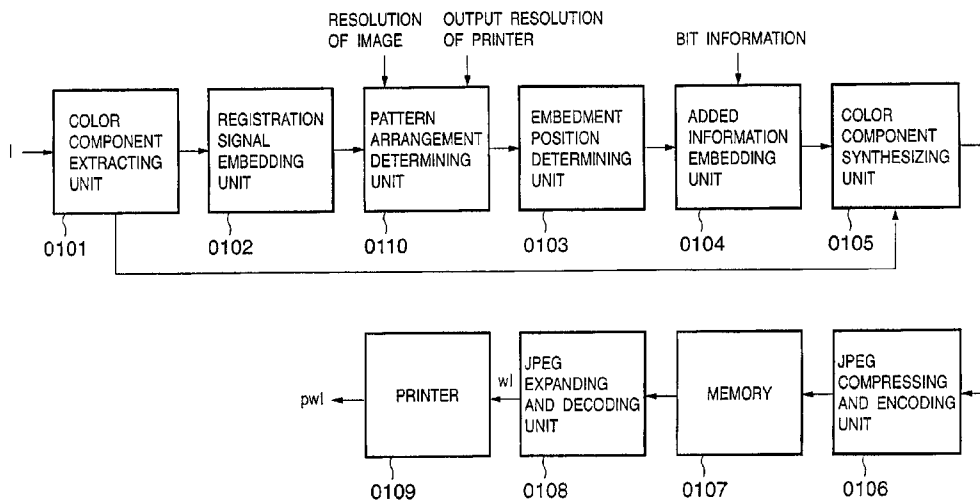 RESOLUTION
OF IMAGE
OUTPUT RESOLUTION
OF PRINTER
BIT INFORMATION
I
COLOR
COMPONENT
EXTRACTING
UNIT
REGISTRATION
SIGNAL
EMBEDDING
UNIT
PATTERN
ARRANGEMENT
DETERMINING
UNIT
EMBEDMENT
POSITION
DETERMINING
UNIT
ADDED
INFORMATION
EMBEDDING
UNIT
COLOR
COMPONENT
SYNTHESIZING
UNIT
0101
0102
0110
0103
0104
0105
pwI
PRINTER
wI
JPEG
EXPANDING
AND DECODING
UNIT
MEMORY
JPEG
COMPRESSING
AND ENCODING
UNIT
0109
0108
0107
0106